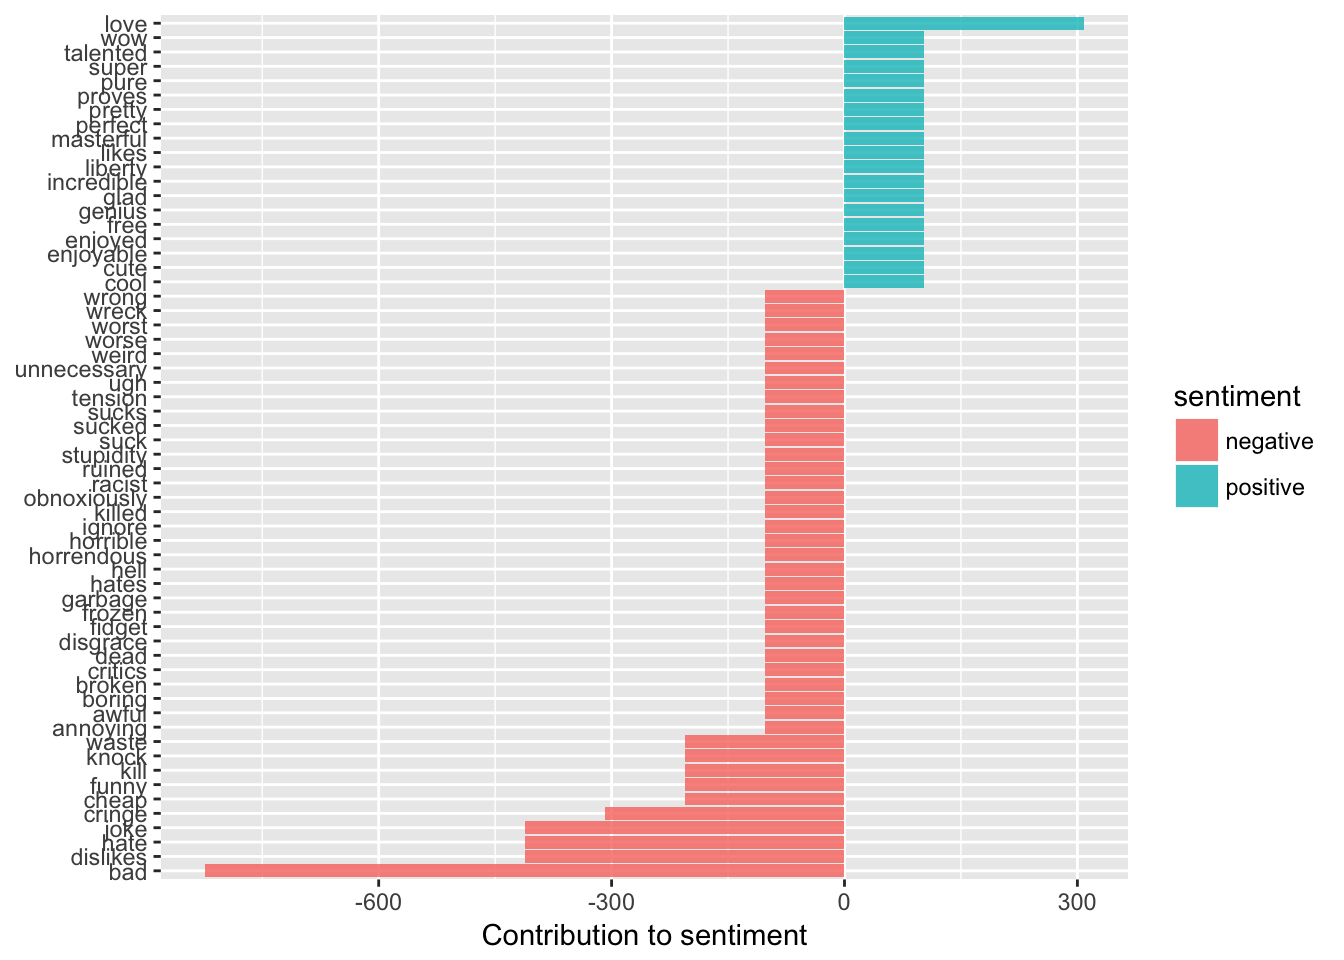 love
wow
talented
super
pure
proves
pretty
perfect
masterful
likes
liberty
incredible
glad
genius
free
enjoyed
enjoyable
cute
cool
wrong
wreck
worst
worse
weird
unnecessary
ugh
tension
sucks
sucked
suck
stupidity
ruined
racist
obnoxiously
killed
ignore
horrible
horrendous
hell
hates
garbage
frozen
fidget
disgrace
dead
critics
broken
boring
awful
annoying
waste
knock
kill
funny
cheap
cringe
joke
hate
dislikes
bad
-600 -300 0 300
Contribution to sentiment
sentiment
negative
positive